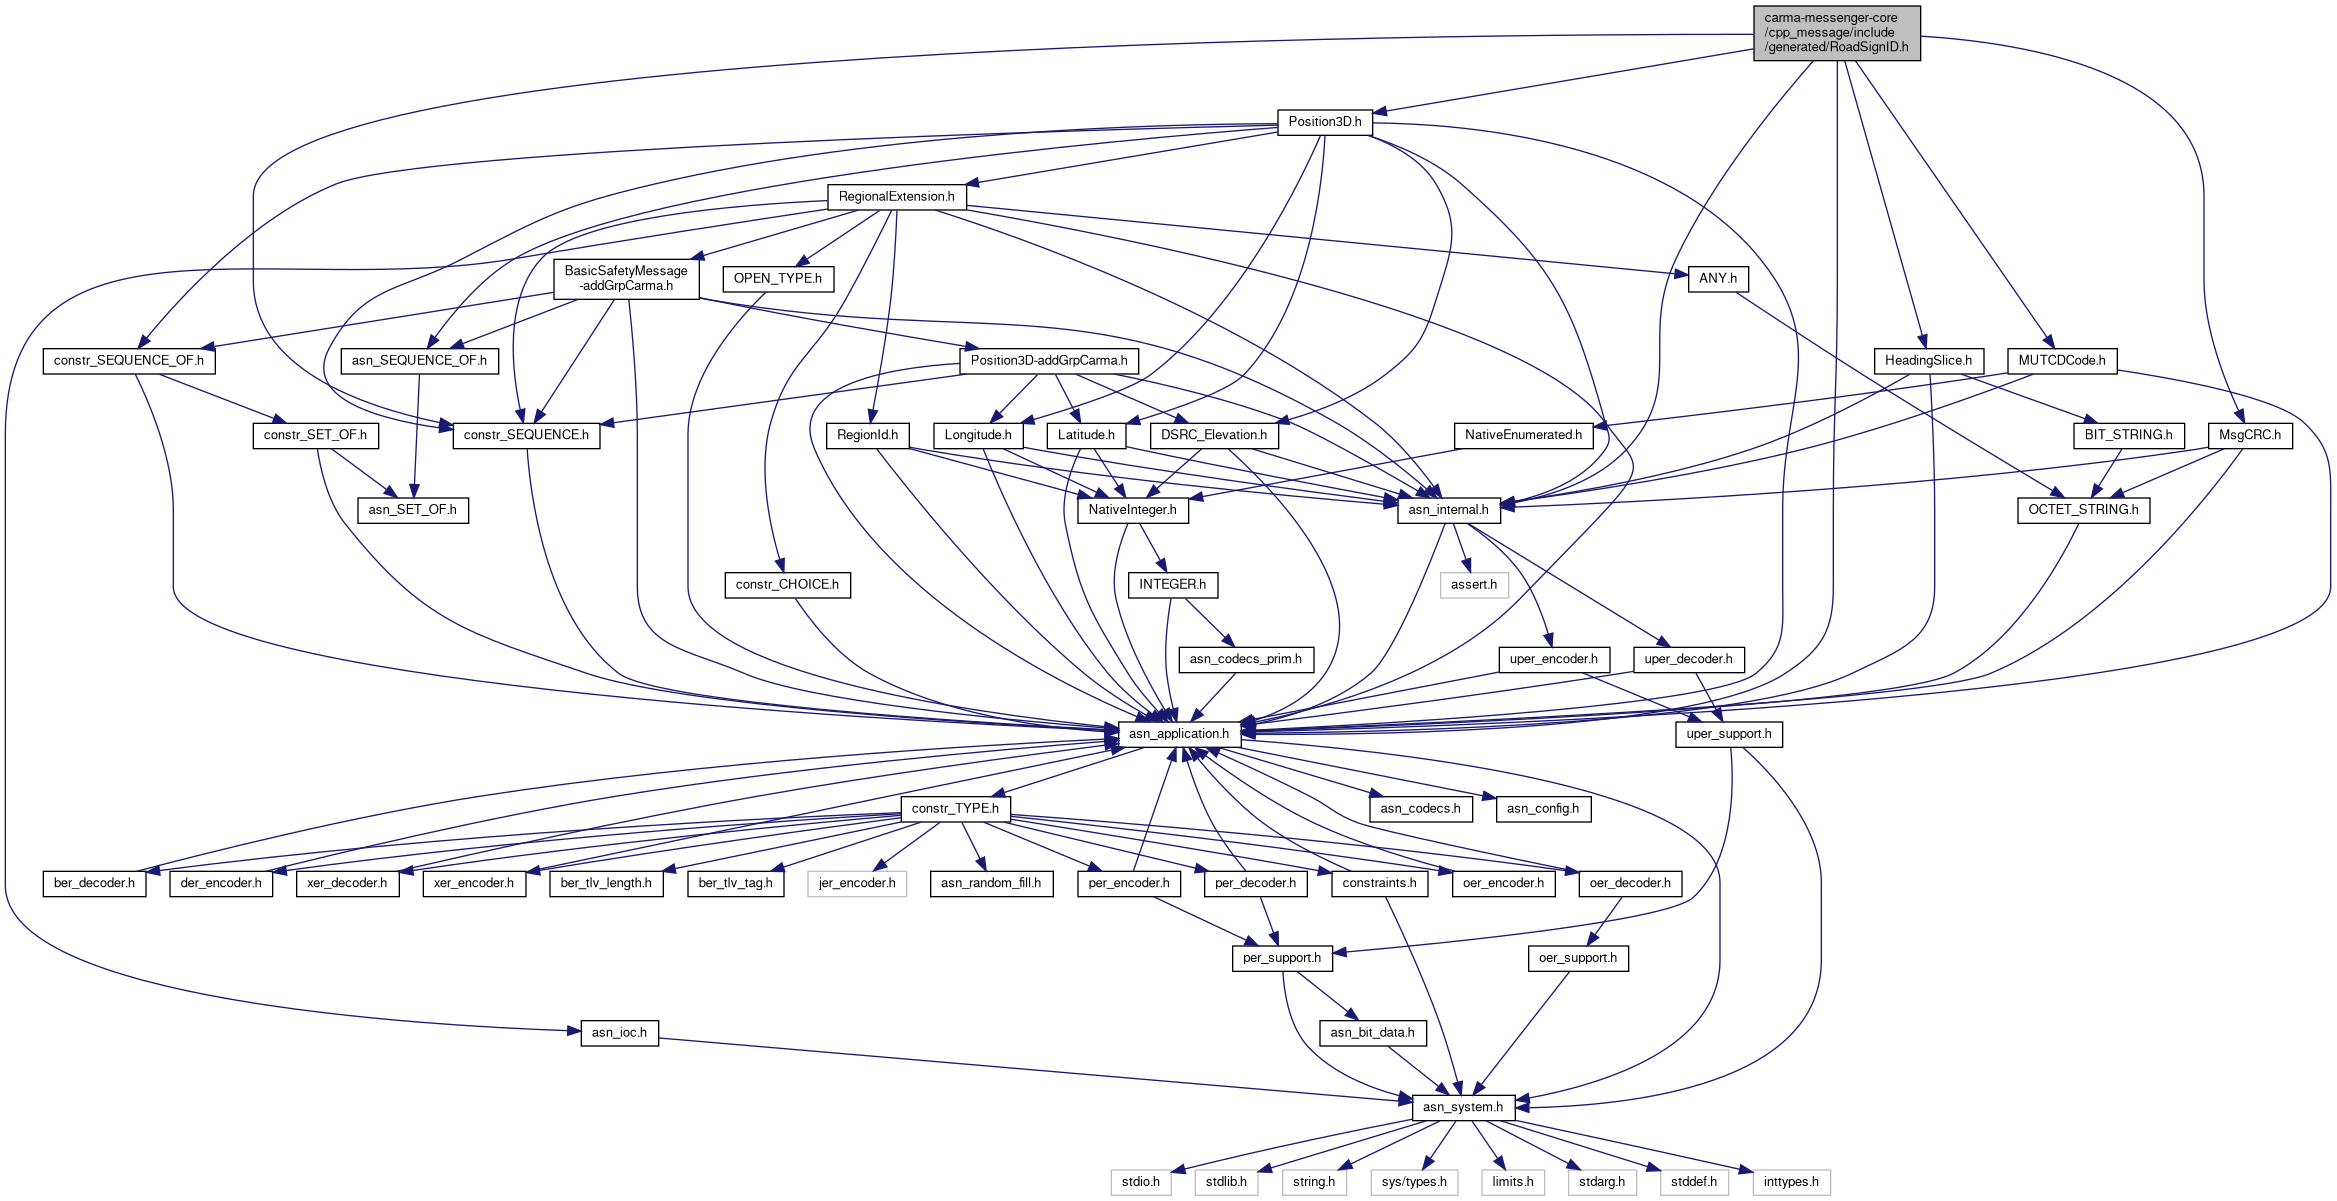 carma-messenger-core
/cpp_message/include
/generated/RoadSignID.h
Position3D.h
RegionalExtension.h
BasicSafetyMessage
-addGrpCarma.h
OPEN_TYPE.h
ANY.h
constr_SEQUENCE_OF.h
asn_SEQUENCE_OF.h
Position3D-addGrpCarma.h
HeadingSlice.h
MUTCDCode.h
constr_SET_OF.h
constr_SEQUENCE.h
RegionId.h
Longitude.h
Latitude.h
DSRC_Elevation.h
NativeEnumerated.h
BIT_STRING.h
MsgCRC.h
asn_SET_OF.h
NativeInteger.h
asn_internal.h
OCTET_STRING.h
constr_CHOICE.h
INTEGER.h
assert.h
asn_codecs_prim.h
uper_encoder.h
uper_decoder.h
asn_application.h
uper_support.h
constr_TYPE.h
asn_codecs.h
asn_config.h
ber_decoder.h
der_encoder.h
xer_decoder.h
xer_encoder.h
ber_tlv_length.h
ber_tlv_tag.h
jer_encoder.h
asn_random_fill.h
per_encoder.h
per_decoder.h
constraints.h
oer_encoder.h
oer_decoder.h
per_support.h
oer_support.h
asn_ioc.h
asn_bit_data.h
asn_system.h
stdio.h
stdlib.h
string.h
sys/types.h
limits.h
stdarg.h
stddef.h
inttypes.h